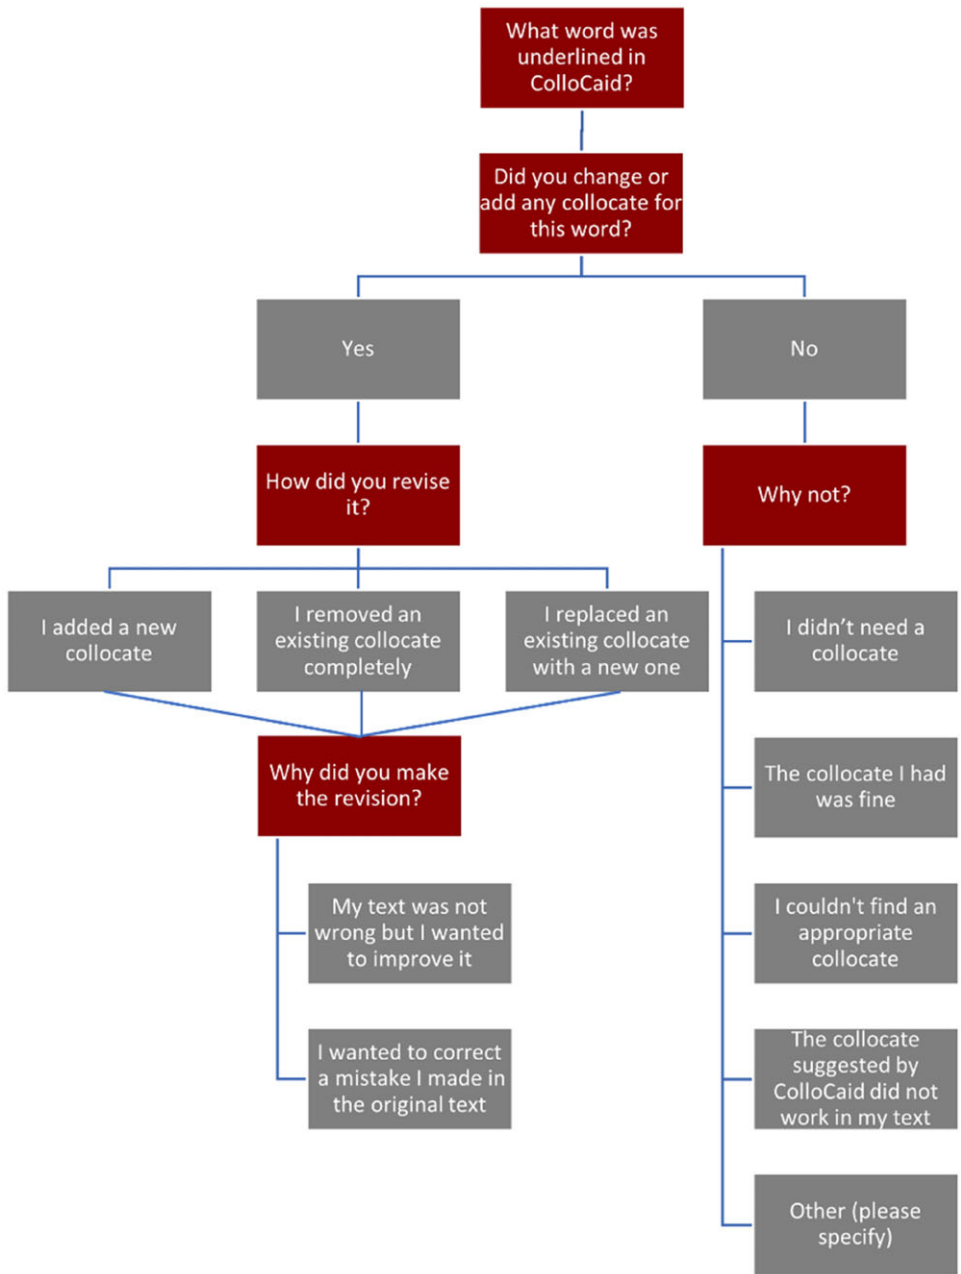 What word was
underlined in
ColloCaid?
Did you change or
add any collocate for
this word?
Yes
No
How did you revise
it?
Why not?
I added a new
collocate
I removed an
existing collocate
completely
I replaced an
existing collocate
with a new one
I didn’t need a
collocate
Why did you make
the revision?
The collocate I had
was fine
My text was not
wrong but I wanted
to improve it
I couldn't find an
appropriate
collocate
I wanted to correct
a mistake I made in
the original text
The collocate
suggested by
ColloCaid did not
work in my text
Other (please
specify)